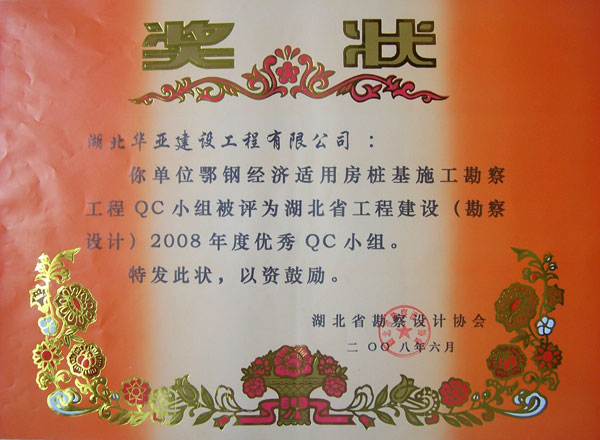 奖 状
湖北华亚建设工程有限公司：
你单位鄂钢经济适用房桩基施工勘察
工程QC小组被评为湖北省工程建设（勘察
设计）2008年度优秀QC小组。
特发此状，以资鼓励。
湖北省勘察设计协会
二〇〇八年六月